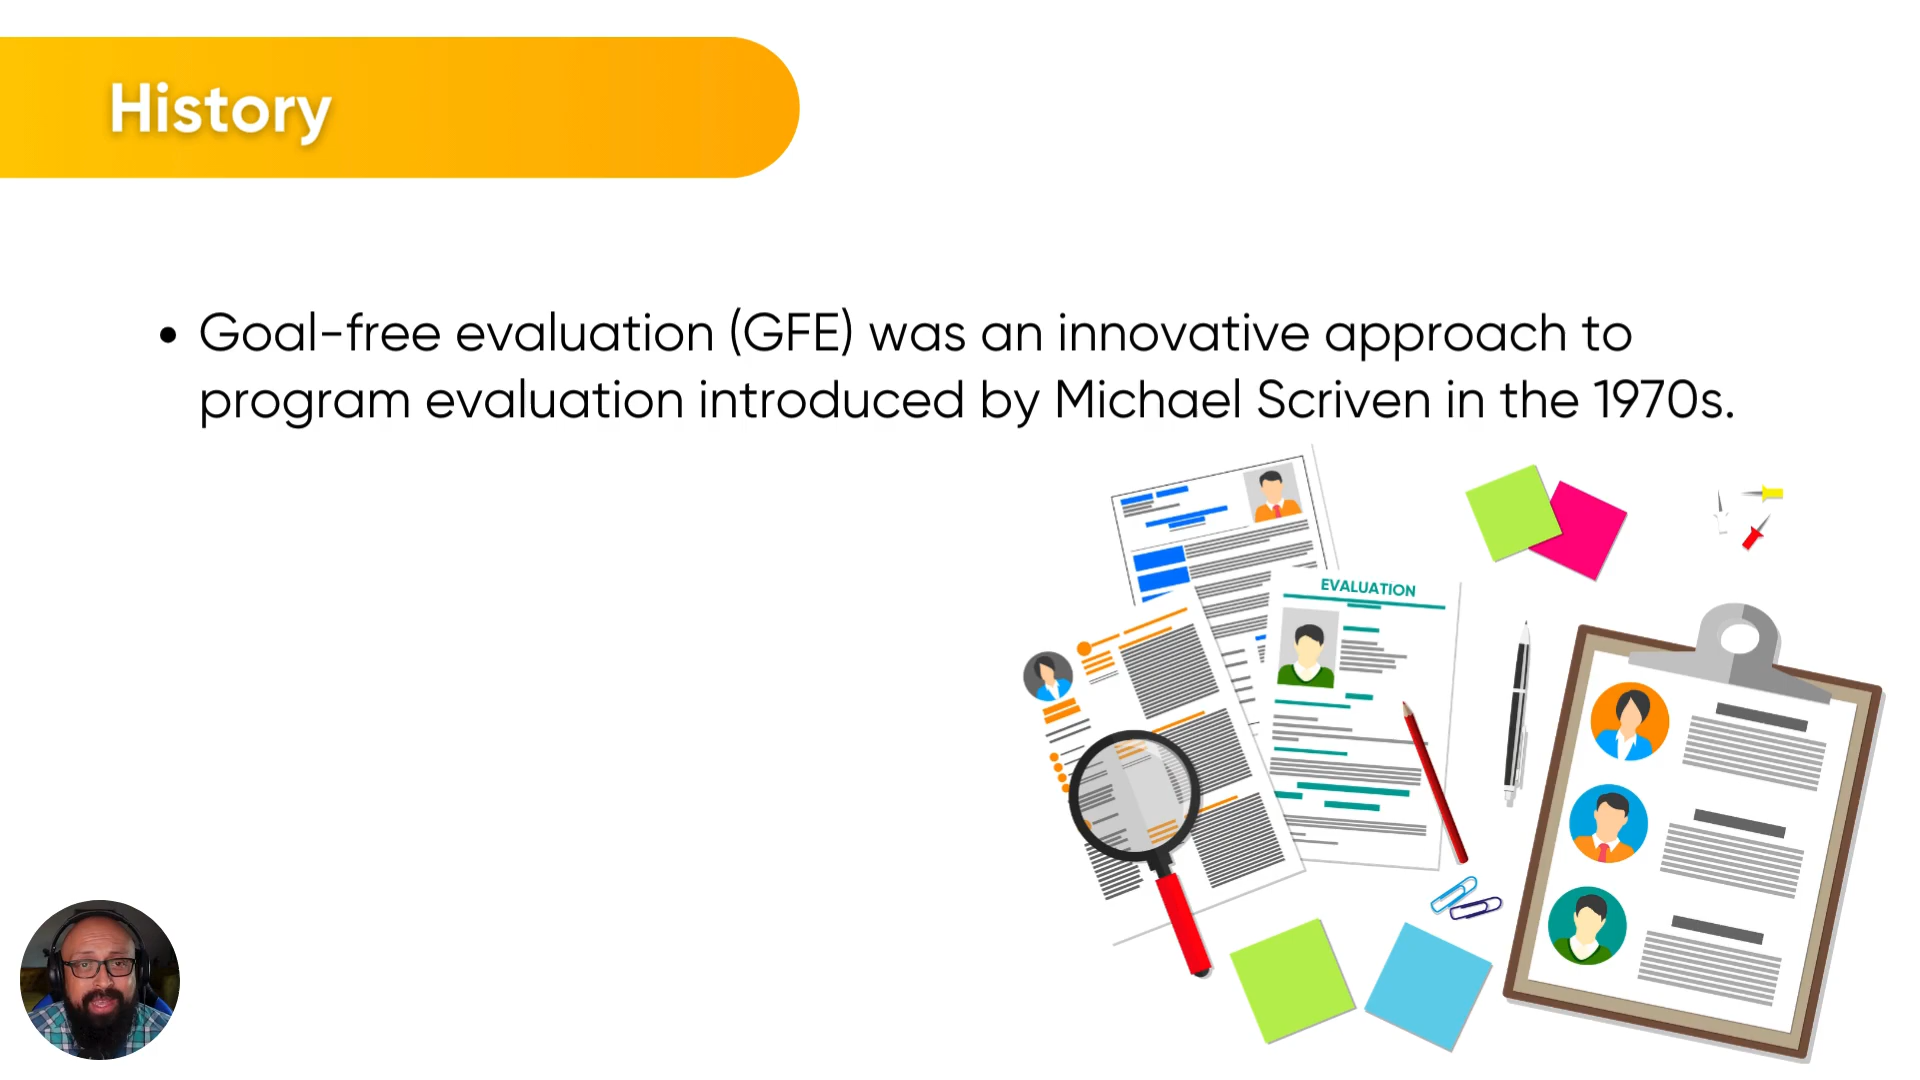 History
• Goal-free evaluation (GFE) was an innovative approach to
program evaluation introduced by Michael Scriven in the 1970s.
EVALUATION